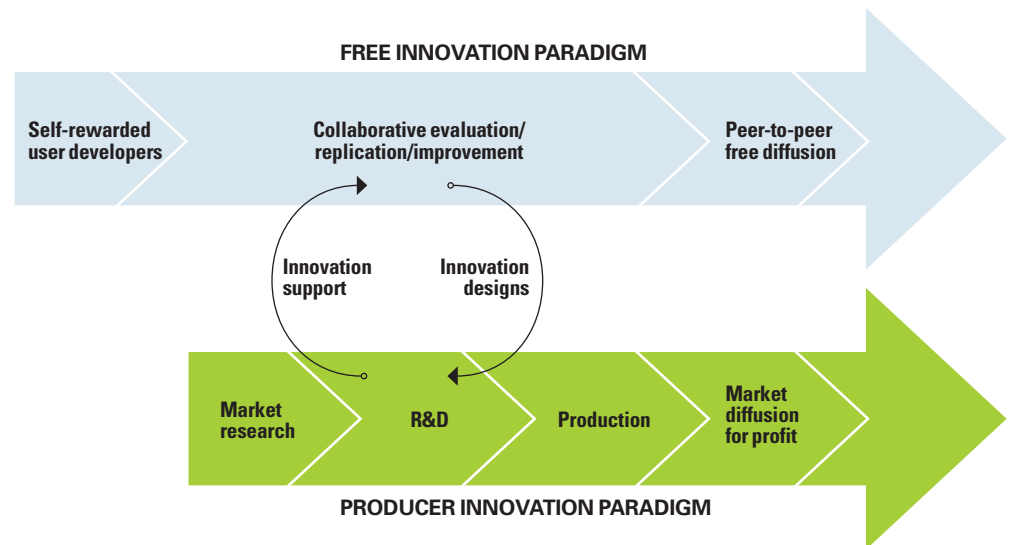 FREE INNOVATION PARADIGM
Self-rewarded
user developers
Collaborative evaluation/
replication/improvement
Peer-to-peer
free diffusion
Innovation
support
Innovation
designs
Market
research
R&D
Production
Market
diffusion
for profit
PRODUCER INNOVATION PARADIGM